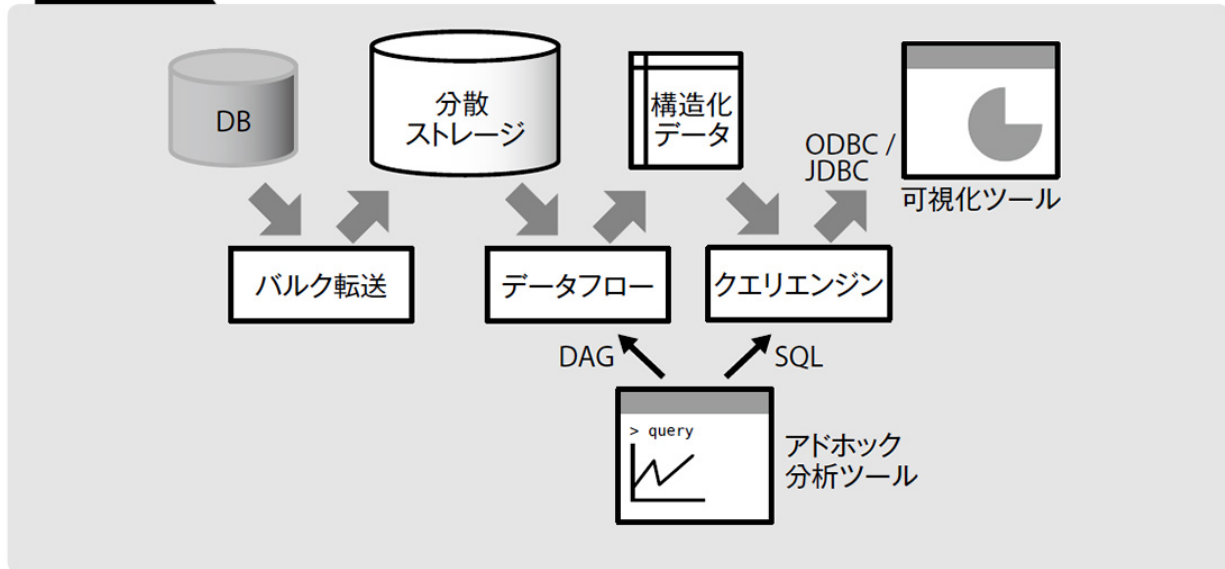 DB
分散
ストレージ
構造化
データ
ODBC /
JDBC
可視化ツール
バルク転送
データフロー
クエリエンジン
DAG
SQL
> query
アドホック
分析ツール